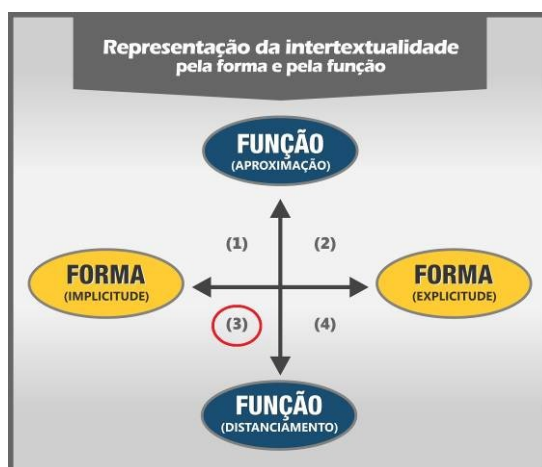 Representação da intertextualidade
pela forma e pela função
FUNÇÃO
(APROXIMAÇÃO)
(1) (2)
FORMA FORMA
(IMPLICITUDE) (EXPLICITUDE)
(3) (4)
FUNÇÃO
(DISTANCIAMENTO)